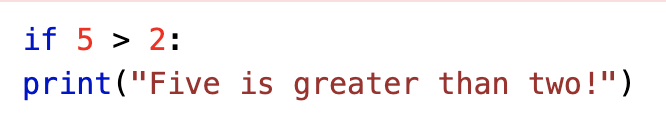 if 5 > 2:
print("Five is greater than two!")